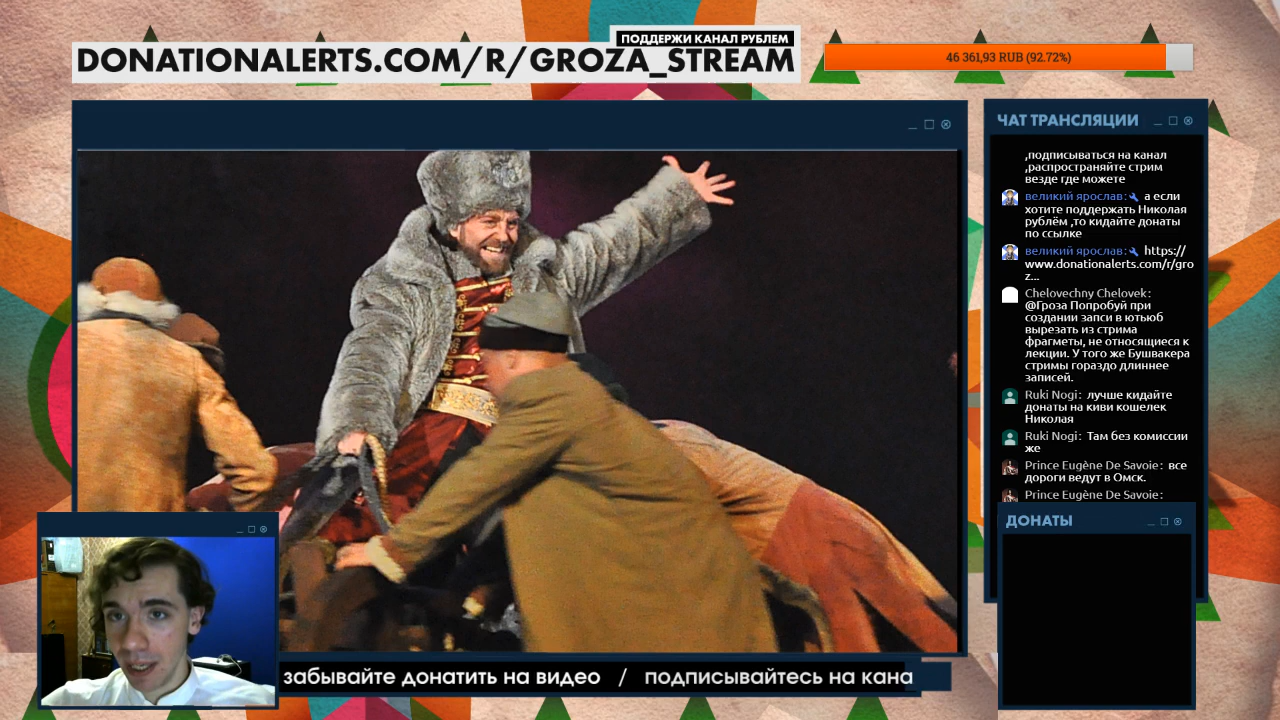 ПОДДЕРЖИ КАНАЛ РУБЛЕМ
DONATIONALERTS.COM/R/GROZA_STREAM
46 361,93 RUB (92.72%)
ЧАТ ТРАНСЛЯЦИИ
,подписываться на канал
,распространяйте стрим
везде где можете
великий ярослав: а если
хотите поддержать Николая
рублём ,то кидайте донаты
по ссылке
великий ярослав: https://
www.donationalerts.com/r/gro
z...
Chelovechny Chelovek:
@Гроза Попробуй при
создании запси в ютьюб
вырезать из стрима
фрагметы, не относящиеся к
лекции. У того же Бушвакера
стримы гораздо длиннее
записей.
Ruki Nogi: лучше кидайте
донаты на киви кошелек
Николая
Ruki Nogi: Там без комиссии
же
Prince Eugène De Savoie: все
дороги ведут в Омск.
Prince Eugène De Savoie:
ДОНАТЫ
забывайте донатить на видео / подписывайтесь на кана